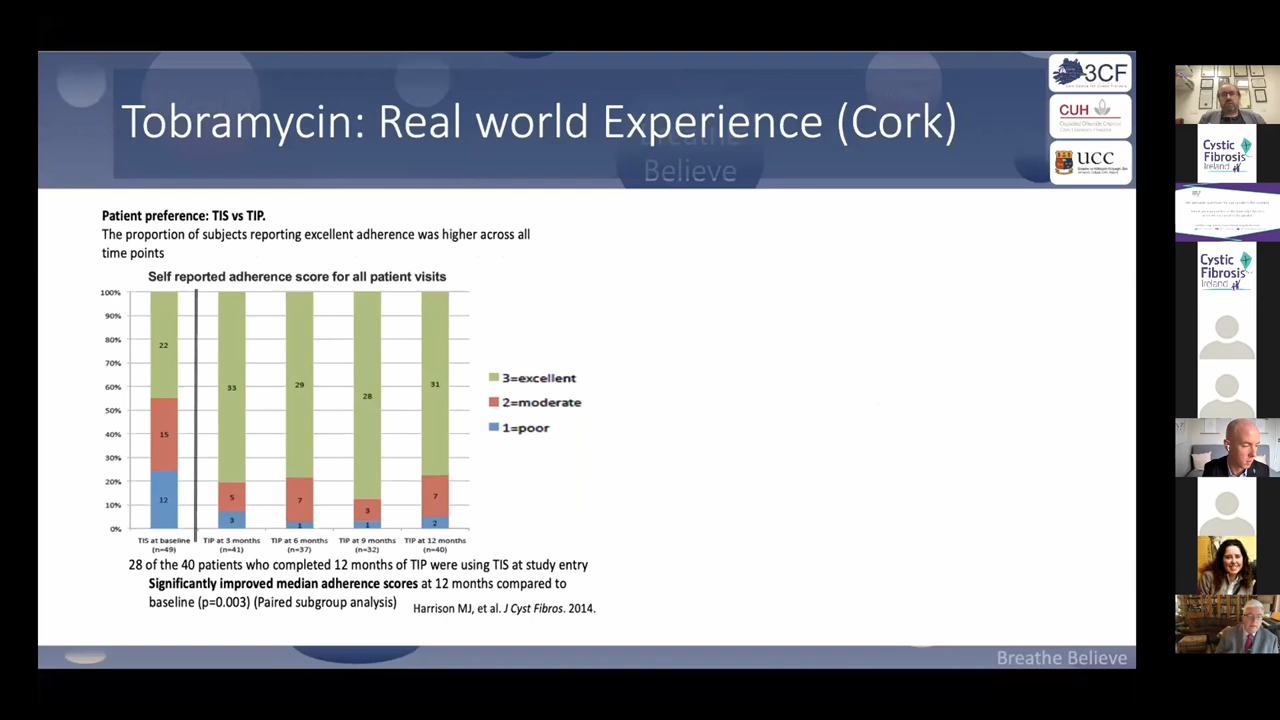 Tobramycin: Real world Experience (Cork)
Breathe
Believe
3CF
CUH
UCC
Patient preference: TIS vs TIP.
The proportion of subjects reporting excellent adherence was higher across all
time points
Self reported adherence score for all patient visits
100%
90%
80%
70%
60%
50%
40%
30%
20%
10%
0%
22
15
12
33
5
3
29
7
1
28
3
1
31
7
2
TIS at baseline
(n=49)
TIP at 3 months
(n=41)
TIP at 6 months
(n=37)
TIP at 9 months
(n=32)
TIP at 12 months
(n=40)
3=excellent
2=moderate
1=poor
28 of the 40 patients who completed 12 months of TIP were using TIS at study entry
Significantly improved median adherence scores at 12 months compared to
baseline (p=0.003) (Paired subgroup analysis)
Harrison MJ, et al. J Cyst Fibros. 2014.
Breathe Believe
Cystic
Fibrosis
Ireland
Cystic
Fibrosis
Ireland